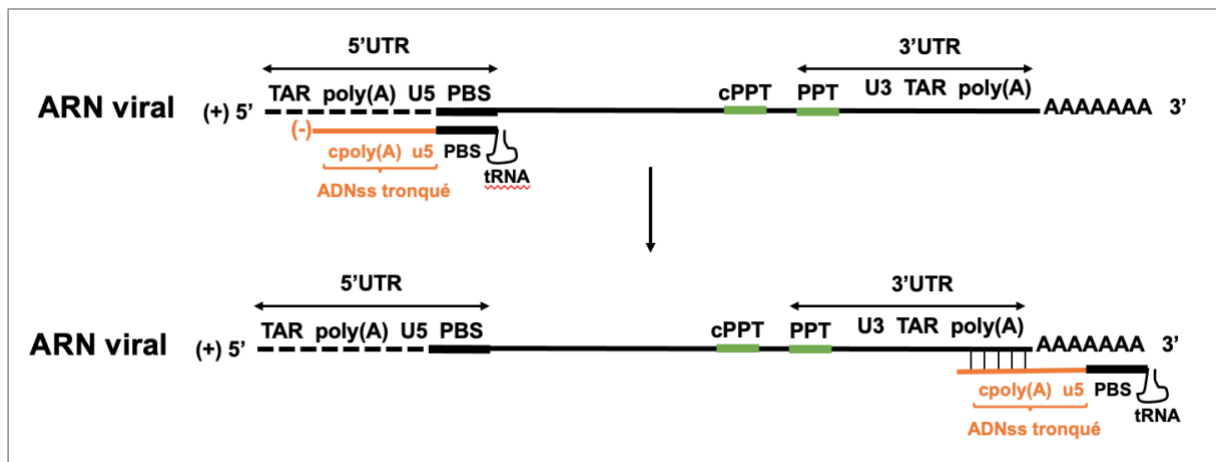 5'UTR 3'UTR
TAR poly(A) U5 PBS cPPT PPT U3 TAR poly(A)
ARN viral (+) 5' AAAAAAA 3'
(-)
cpoly(A) u5 PBS
tRNA
ADNss tronqué
5'UTR 3'UTR
TAR poly(A) U5 PBS cPPT PPT U3 TAR poly(A)
ARN viral (+) 5' AAAAAAA 3'
cpoly(A) u5 PBS
tRNA
ADNss tronqué